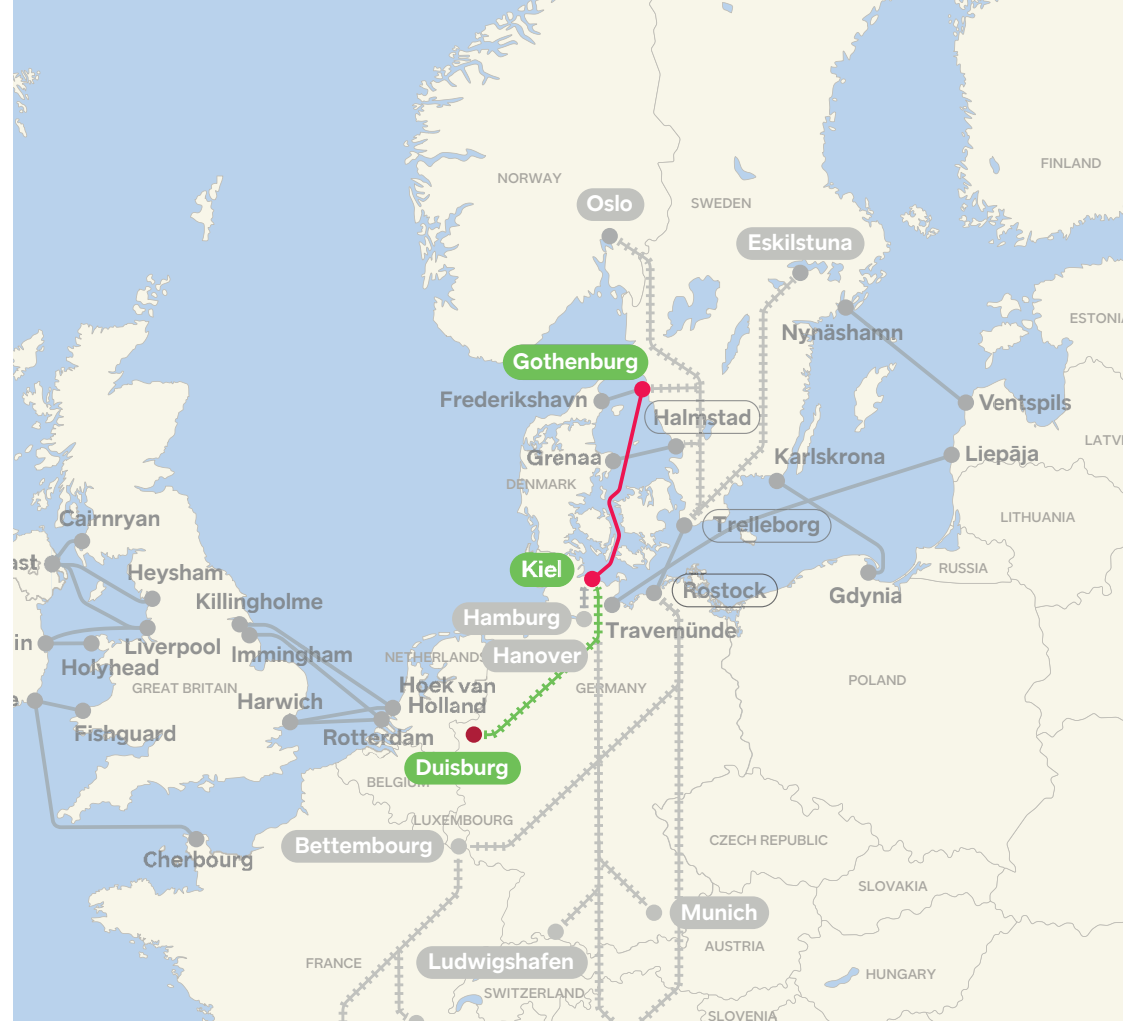 NORWAY
FINLAND
SWEDEN
Oslo
Eskilstuna
ESTONI
Nynäshamn
Gothenburg
Frederikshavn
Ventspils
Halmstad
LATV
Grenaa
Karlskrona
Liepāja
DENMARK
Cairnryan
LITHUANIA
Trelleborg
ast
Heysham
Kiel
RUSSIA
Killingholme
Rostock
Gdynia
Hamburg
Travemünde
in
Liverpool
Immingham
NETHERLANDS
Hanover
Holyhead
GREAT BRITAIN
Harwich
Hoek van
Holland
GERMANY
POLAND
e
Fishguard
Rotterdam
Duisburg
BELGIUM
LUXEMBOURG
Bettembourg
CZECH REPUBLIC
Cherbourg
SLOVAKIA
Munich
AUSTRIA
FRANCE
Ludwigshafen
HUNGARY
SWITZERLAND
SLOVENIA